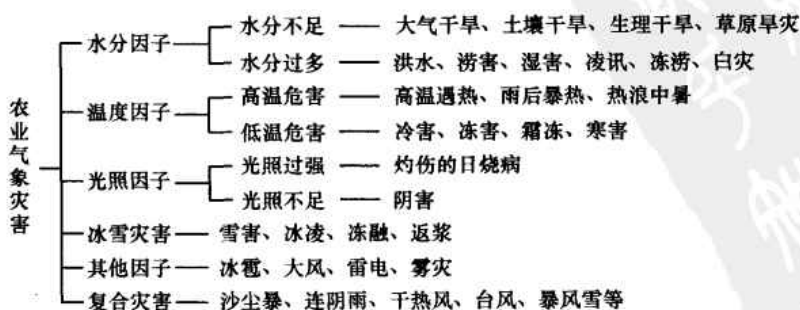 农业气象灾害
水分因子
水分不足 大气干旱、土壤干旱、生理干旱、草原旱灾
水分过多 洪水、涝害、湿害、凌讯、冻涝、白灾
温度因子
高温危害 高温遇热、雨后暴热、热浪中暑
低温危害 冷害、冻害、霜冻、寒害
光照因子
光照过强 灼伤的日烧病
光照不足 阴害
冰雪灾害 雪害、冰凌、冻融、返浆
其他因子 冰雹、大风、雷电、雾灾
复合灾害 沙尘暴、连阴雨、干热风、台风、暴风雪等